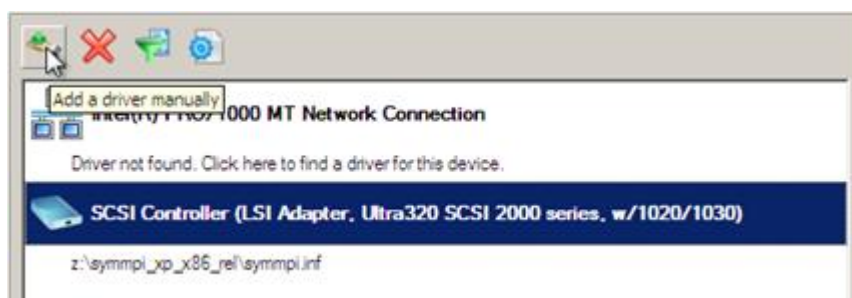 Add a driver manually
Intel(R) PRO/1000 MT Network Connection
Driver not found. Click here to find a driver for this device.
SCSI Controller (LSI Adapter, Ultra320 SCSI 2000 series, w/1020/1030)
z:\symmpi_xp_x86_rel\symmpi.inf